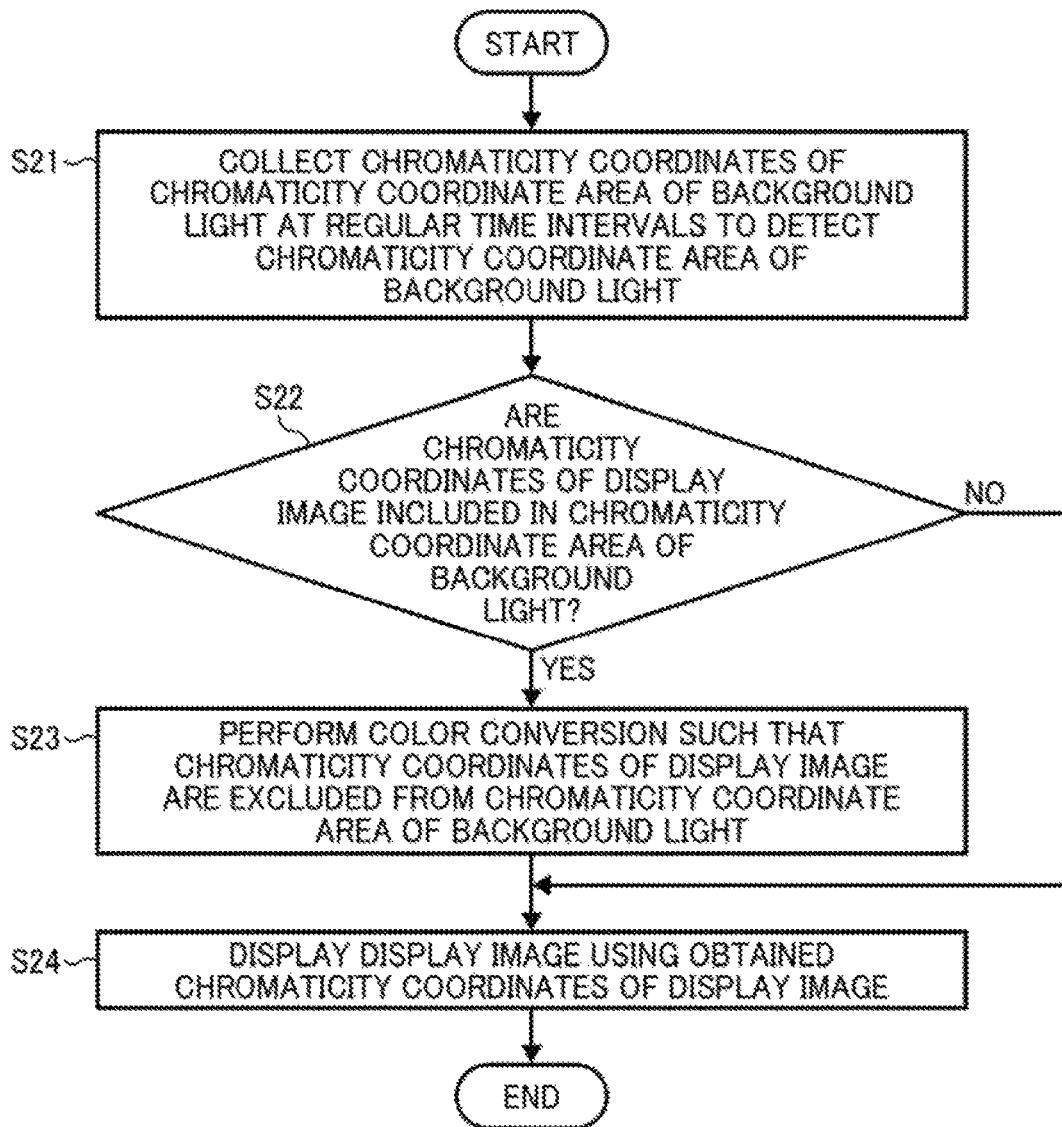 START
S21
COLLECT CHROMATICITY COORDINATES OF
CHROMATICITY COORDINATE AREA OF BACKGROUND
LIGHT AT REGULAR TIME INTERVALS TO DETECT
CHROMATICITY COORDINATE AREA OF
BACKGROUND LIGHT
S22
ARE
CHROMATICITY
COORDINATES OF DISPLAY
IMAGE INCLUDED IN CHROMATICITY
COORDINATE AREA OF
BACKGROUND
LIGHT?
NO
YES
S23
PERFORM COLOR CONVERSION SUCH THAT
CHROMATICITY COORDINATES OF DISPLAY IMAGE
ARE EXCLUDED FROM CHROMATICITY COORDINATE
AREA OF BACKGROUND LIGHT
S24
DISPLAY DISPLAY IMAGE USING OBTAINED
CHROMATICITY COORDINATES OF DISPLAY IMAGE
END